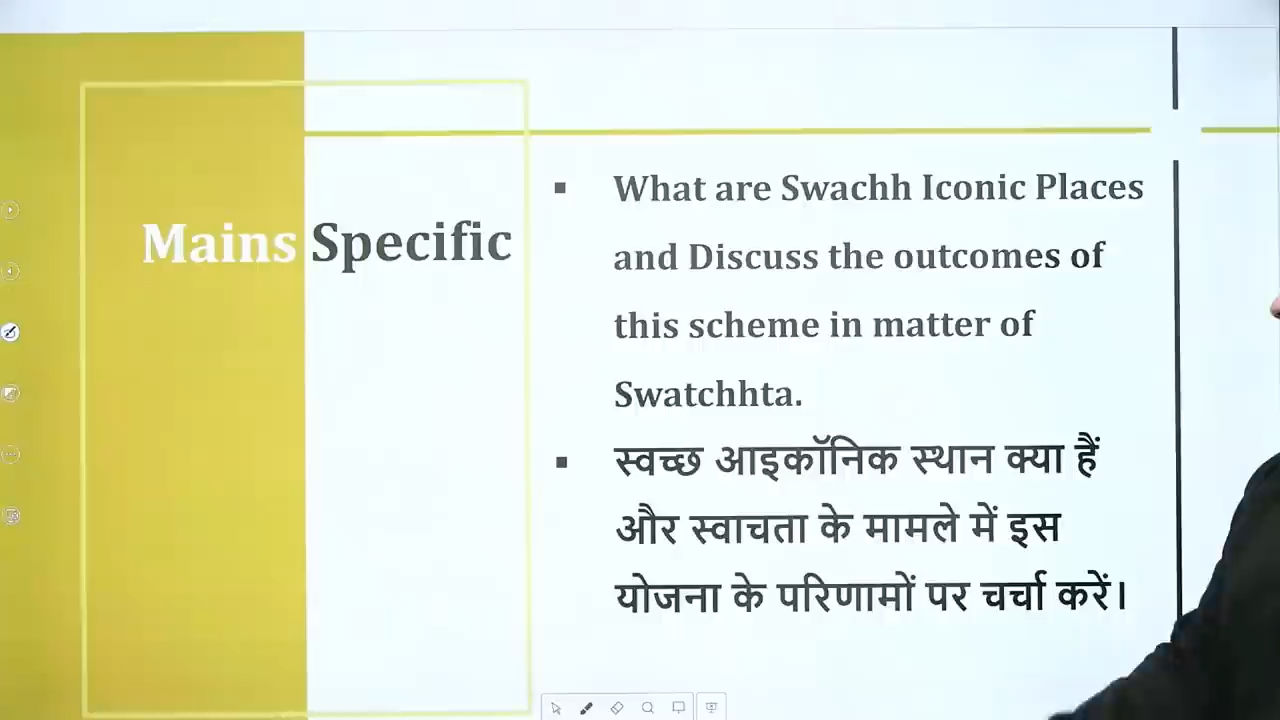 Mains Specific
▪ What are Swachh Iconic Places
and Discuss the outcomes of
this scheme in matter of
Swatchhta.
▪ स्वच्छ आइकॉनिक स्थान क्या हैं
और स्वाचता के मामले में इस
योजना के परिणामों पर चर्चा करें।